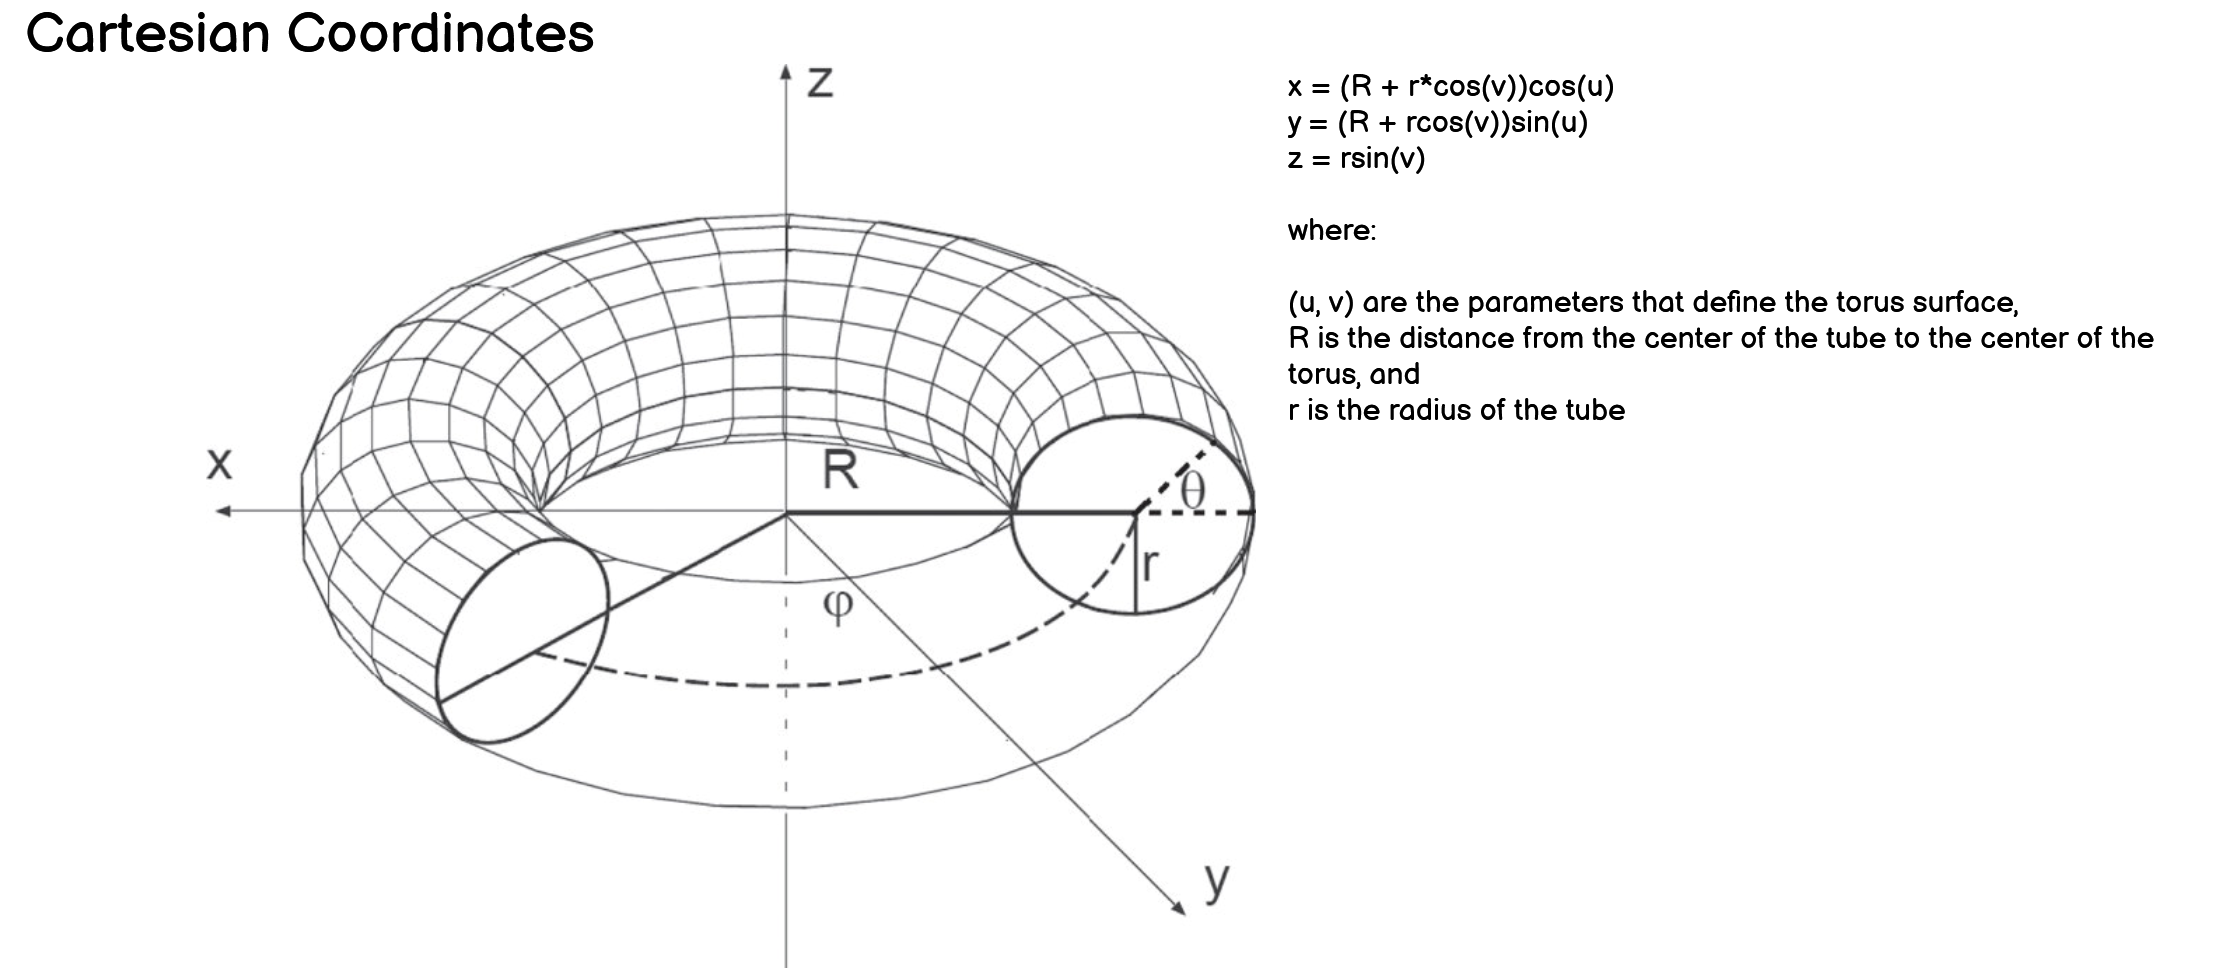 Cartesian Coordinates
z
x = (R + r*cos(v))cos(u)
y = (R + rcos(v))sin(u)
z = rsin(v)
where:
(u, v) are the parameters that define the torus surface,
R is the distance from the center of the tube to the center of the
torus, and
r is the radius of the tube
x
R
θ
r
φ
y